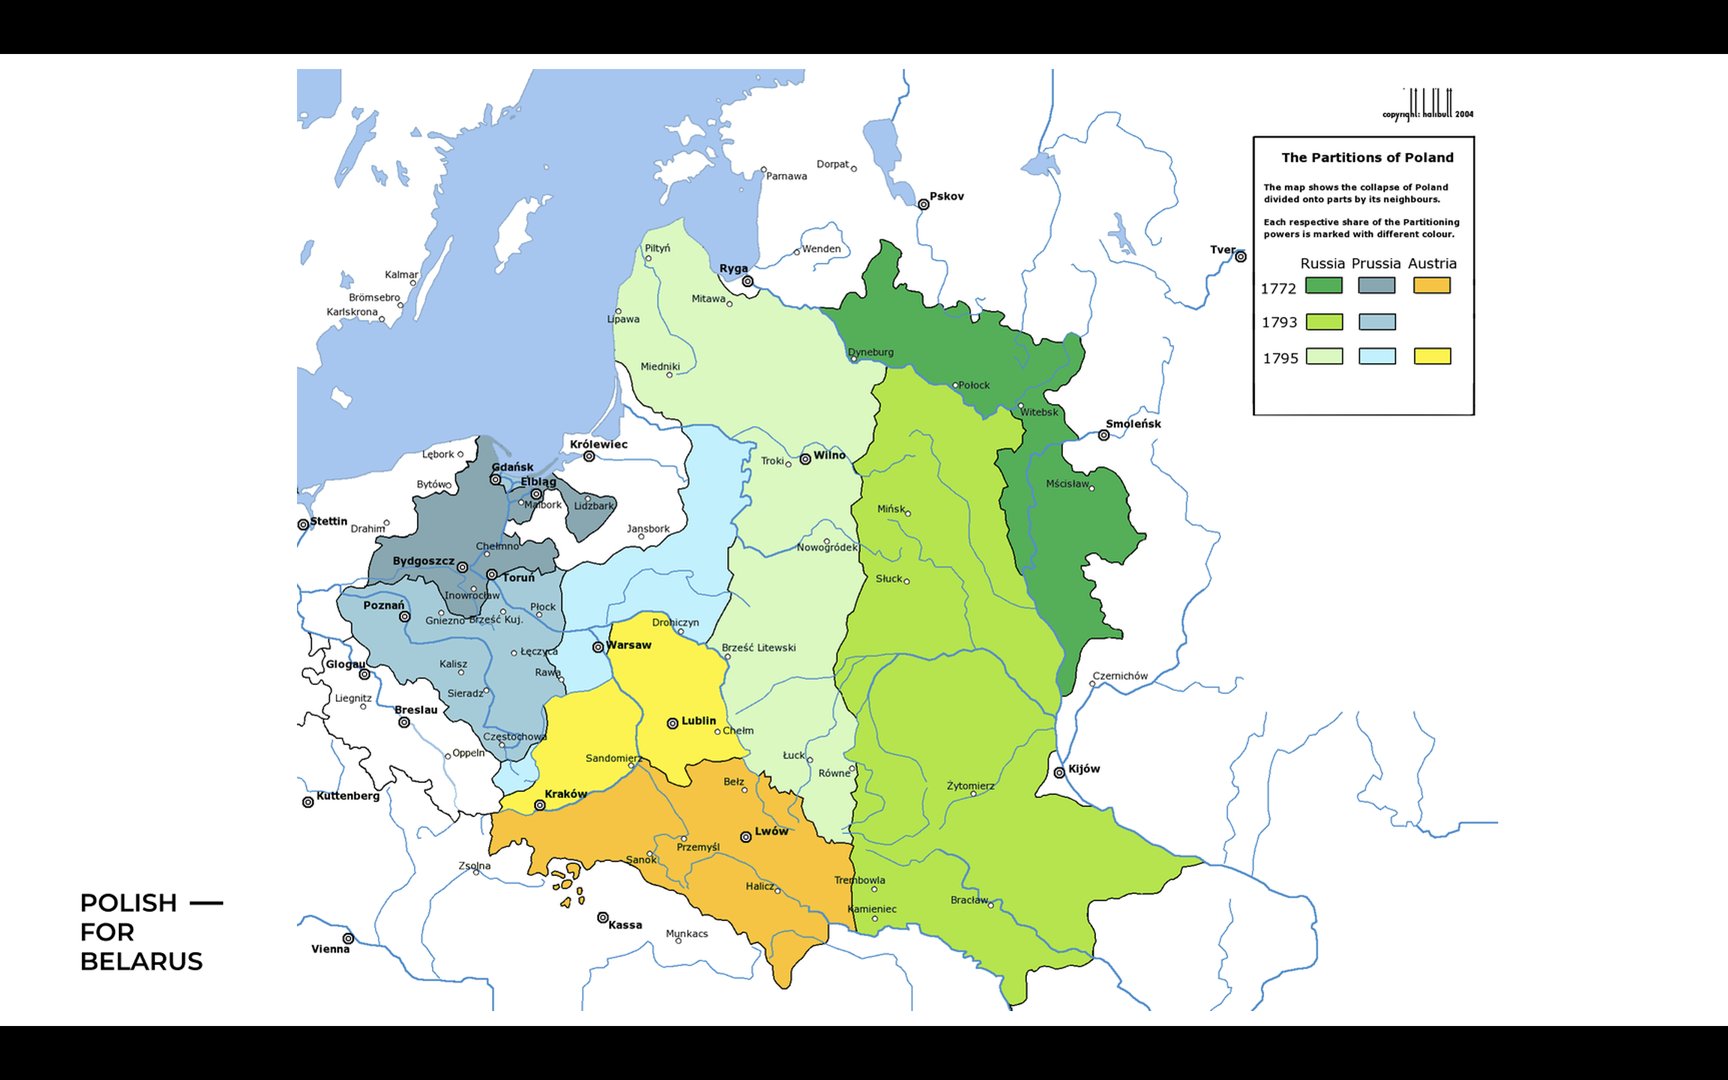 copyright: halibutt 2004
The Partitions of Poland
The map shows the collapse of Poland
divided onto parts by its neighbours.
Each respective share of the Partitioning
powers is marked with different colour.
Russia Prussia Austria
1772
1793
1795
Dorpat
Parnawa
Pskov
Wenden
Tver
Piltyń
Ryga
Kalmar
Mitawa
Brömsebro
Karlskrona
Lipawa
Dyneburg
Miedniki
Połock
Witebsk
Smoleńsk
Królewiec
Lębork
Wilno
Troki
Gdańsk
Elbląg
Bytów
Mścisław
Malbork
Lidzbark
Mińsk
Stettin
Drahim
Jansbork
Chełmno
Nowogródek
Bydgoszcz
Toruń
Słuck
Inowrocław
Poznań
Płock
Gniezno
Brześć Kuj.
Drohiczyn
Warsaw
Brześć Litewski
Łęczyca
Glogau
Kalisz
Rawa
Czernichów
Sieradz
Liegnitz
Breslau
Lublin
Chełm
Częstochowa
Oppeln
Sandomierz
Łuck
Równe
Kijów
Bełz
Żytomierz
Kuttenberg
Kraków
Lwów
Przemyśl
Sanok
Zsolna
Halicz
Trembowla
Bracław
Kamieniec
Kassa
Munkacs
Vienna
POLISH —
FOR
BELARUS